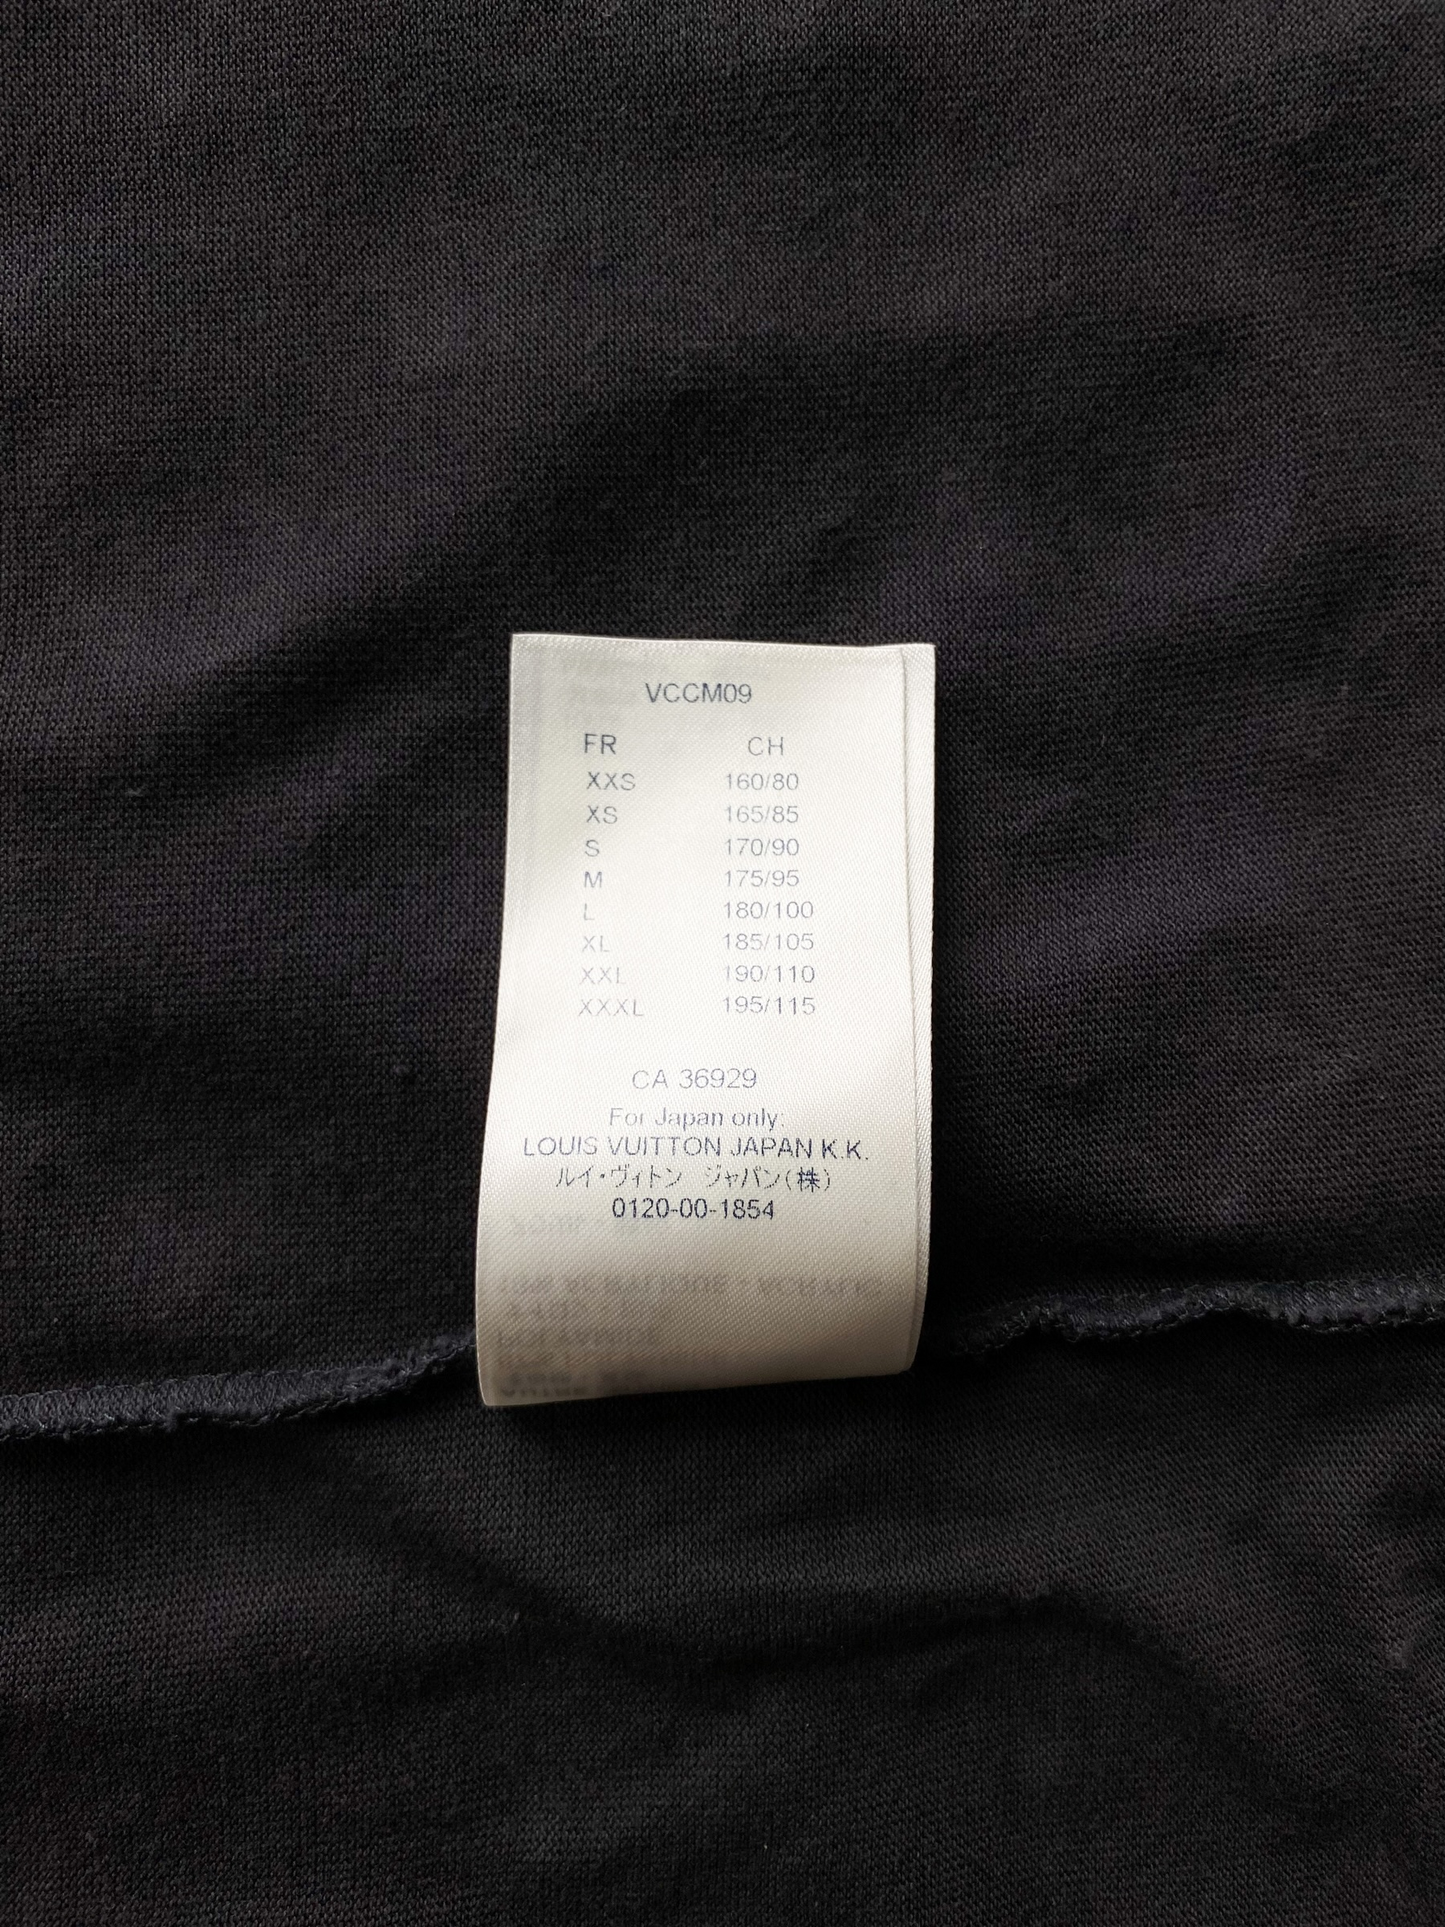 VCCM09
FR CH
XXS 160/80
XS 165/85
S 170/90
M 175/95
L 180/100
XL 185/105
XXL 190/110
XXXL 195/115
CA 36929
For Japan only:
LOUIS VUITTON JAPAN K.K.
ルイ・ヴィトン ジャパン(株)
0120-00-1854